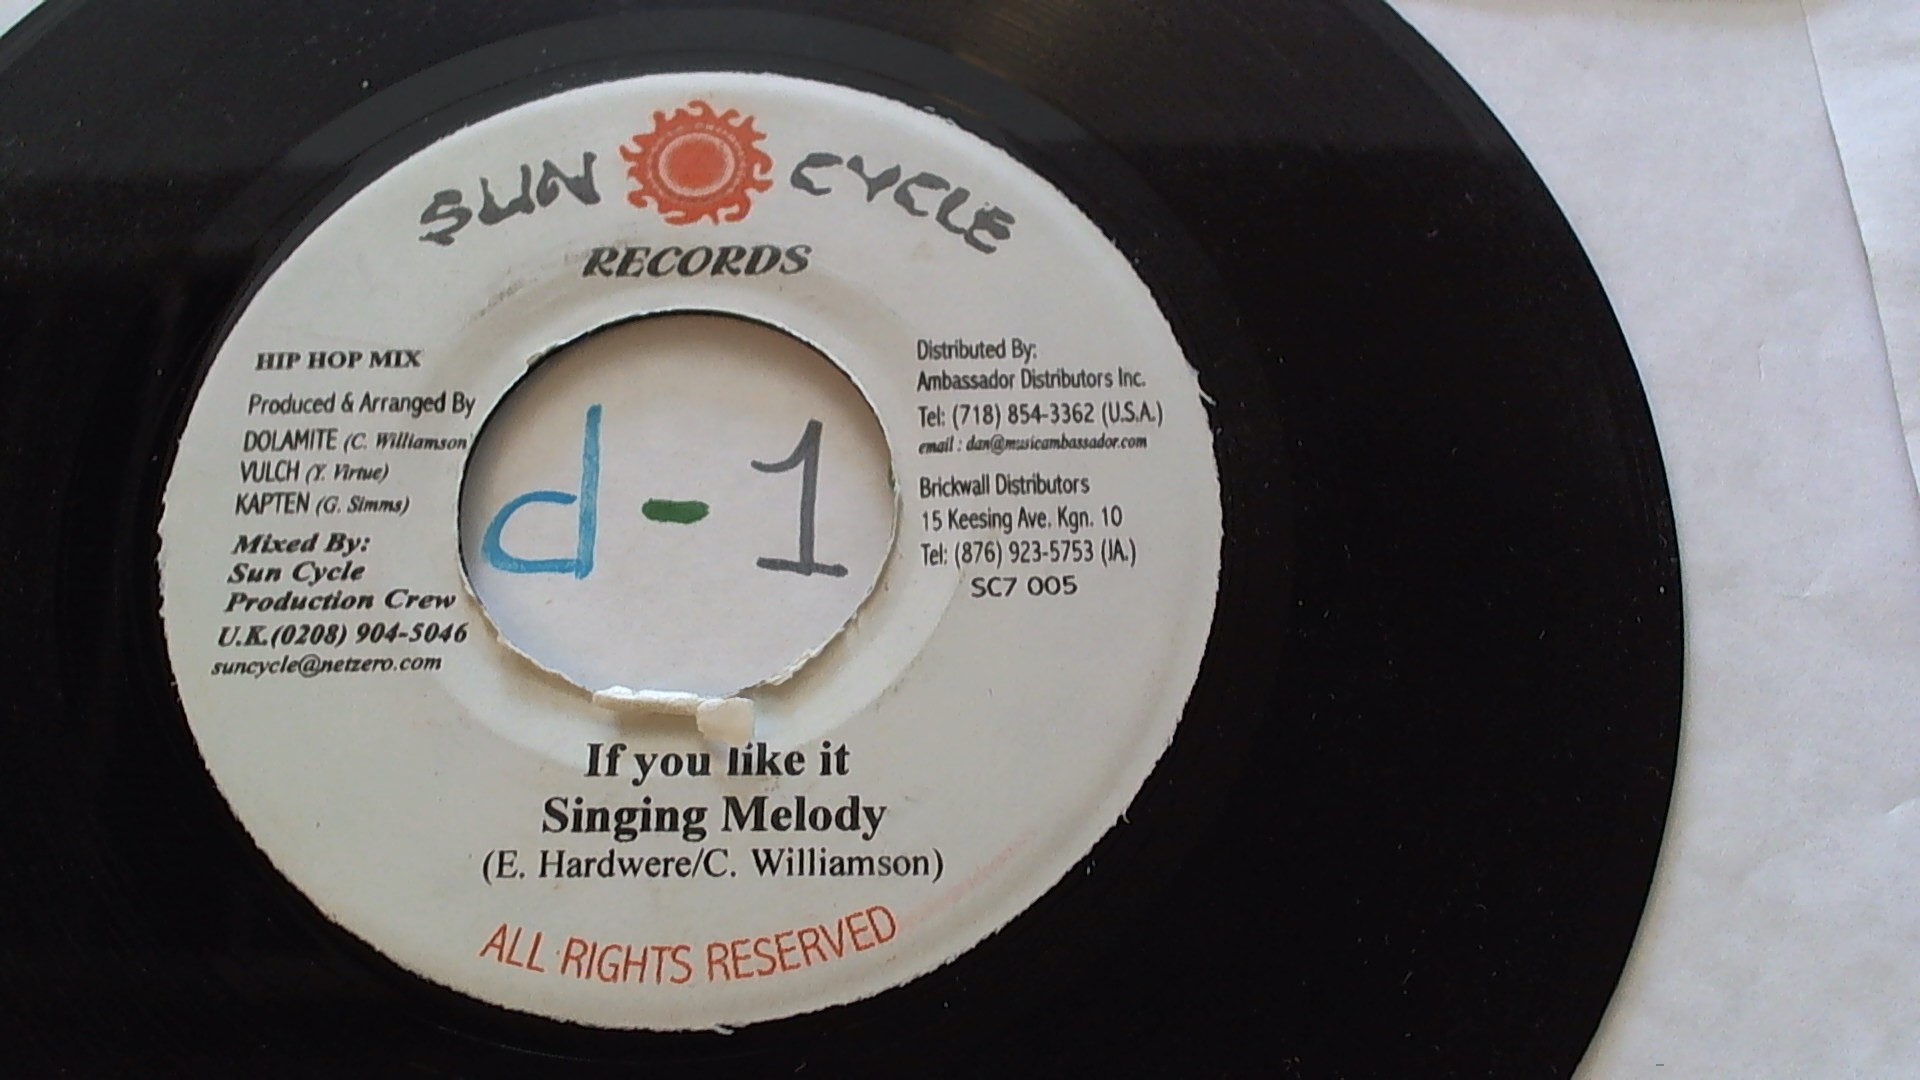 SUN CYCLE
RECORDS
HIP HOP MIX
Produced & Arranged By
DOLAMITE (C. Williamson
VULCH (Y. Virtue)
KAPTEN (G. Simms)
Mixed By:
Sun Cycle
Production Crew
U.K.(0208) 904-5046
suncycle@netzero.com
d - 1
Distributed By:
Ambassador Distributors Inc.
Tel: (718) 854-3362 (U.S.A.)
email : dan@musicambassador.com
Brickwall Distributors
15 Keesing Ave. Kgn. 10
Tel: (876) 923-5753 (JA.)
SC7 005
If you like it
Singing Melody
(E. Hardwere/C. Williamson)
ALL RIGHTS RESERVED